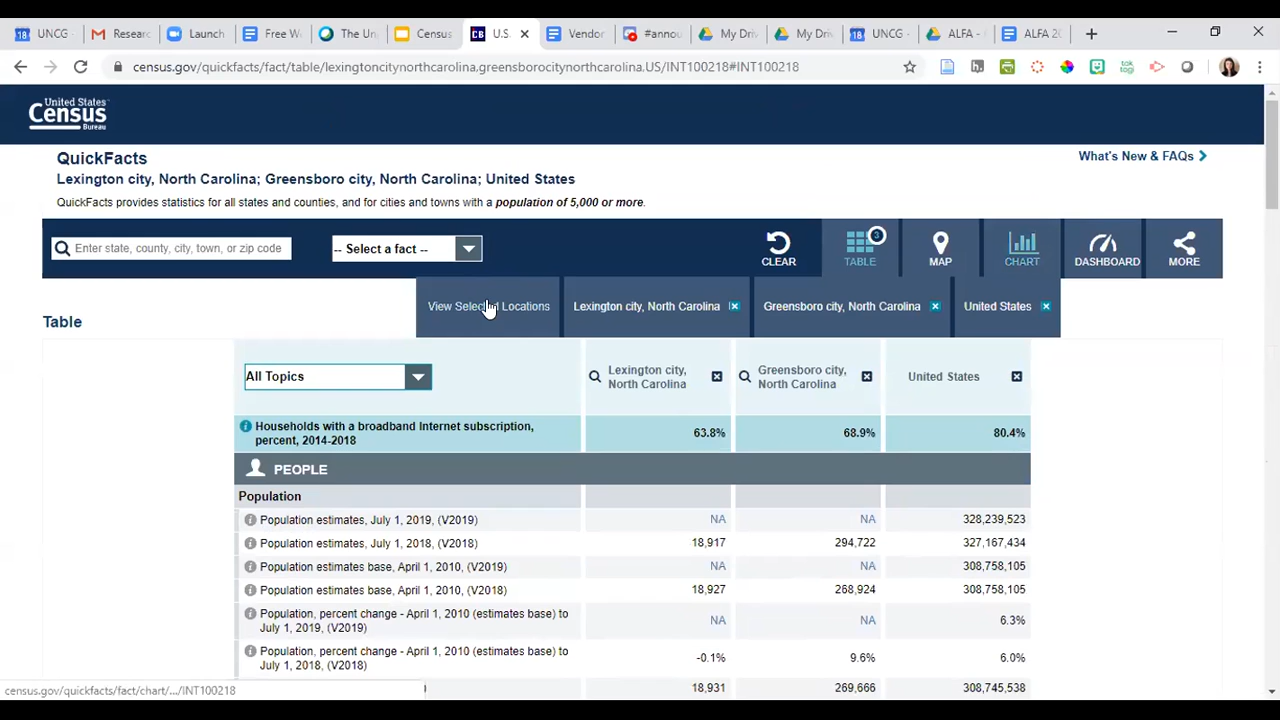 UNCG
Resear
Launch
Free W
The Un
Census
U.S.
Vendor
#annou
My Driv
My Driv
UNCG -
ALFA -
ALFA 20
census.gov/quickfacts/fact/table/lexingtoncitynorthcarolina,greensborocitynorthcarolina,US/INT100218#INT100218
United States
Census
Bureau
QuickFacts
What's New & FAQs
Lexington city, North Carolina; Greensboro city, North Carolina; United States
QuickFacts provides statistics for all states and counties, and for cities and towns with a population of 5,000 or more.
Enter state, county, city, town, or zip code
-- Select a fact --
CLEAR
3
TABLE
MAP
CHART
DASHBOARD
MORE
View Selected Locations
Lexington city, North Carolina
Greensboro city, North Carolina
United States
Table
All Topics
Lexington city,
North Carolina
Greensboro city,
North Carolina
United States
Households with a broadband Internet subscription,
percent, 2014-2018
63.8% 68.9% 80.4%
PEOPLE
Population
Population estimates, July 1, 2019, (V2019) NA NA 328,239,523
Population estimates, July 1, 2018, (V2018) 18,917 294,722 327,167,434
Population estimates base, April 1, 2010, (V2019) NA NA 308,758,105
Population estimates base, April 1, 2010, (V2018) 18,927 268,924 308,758,105
Population, percent change - April 1, 2010 (estimates base) to
July 1, 2019, (V2019)
NA NA 6.3%
Population, percent change - April 1, 2010 (estimates base) to
July 1, 2018, (V2018)
-0.1% 9.6% 6.0%
18,931 269,666 308,745,538
census.gov/quickfacts/fact/chart/.../INT100218